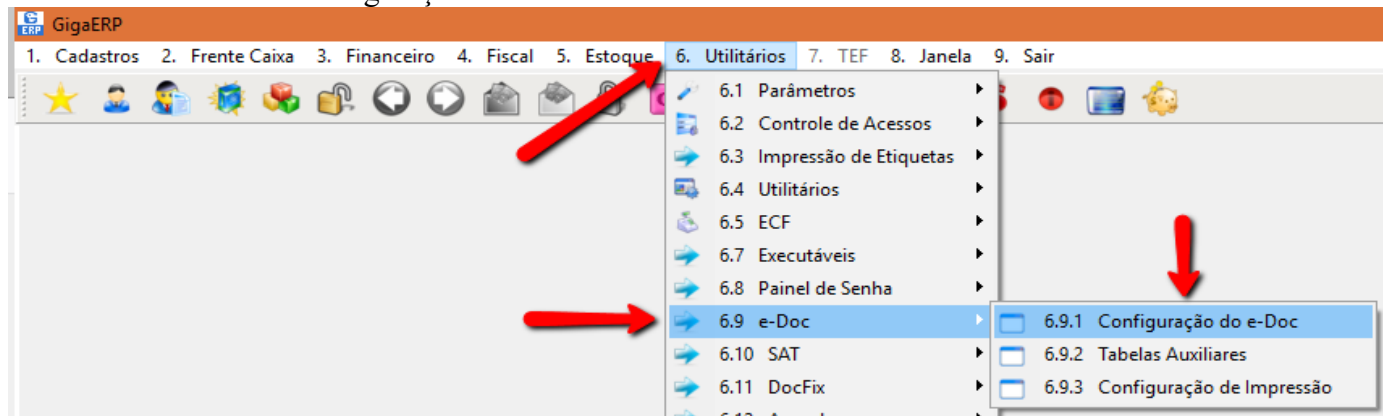 GigaERP
1. Cadastros 2. Frente Caixa 3. Financeiro 4. Fiscal 5. Estoque 6. Utilitários 7. TEF 8. Janela 9. Sair
6.1 Parâmetros
6.2 Controle de Acessos
6.3 Impressão de Etiquetas
6.4 Utilitários
6.5 ECF
6.7 Executáveis
6.8 Painel de Senha
6.9 e-Doc
6.9.1 Configuração do e-Doc
6.10 SAT
6.9.2 Tabelas Auxiliares
6.11 DocFix
6.9.3 Configuração de Impressão